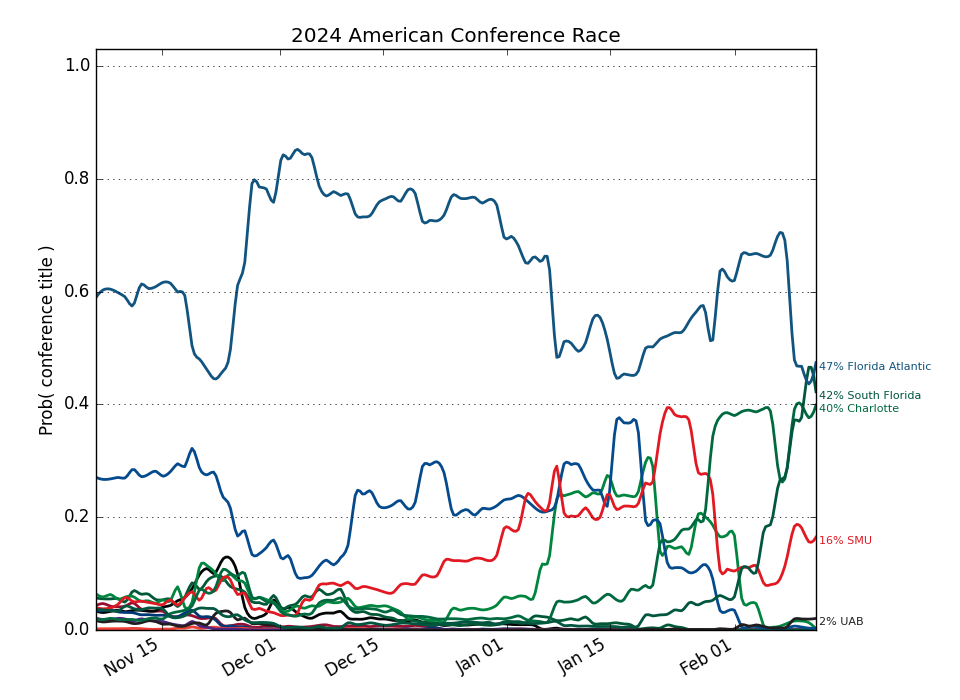 2024 American Conference Race
Prob( conference title )
1.0
0.8
0.6
0.4
0.2
0.0
47% Florida Atlantic
42% South Florida
40% Charlotte
16% SMU
2% UAB
Nov 15
Dec 01
Dec 15
Jan 01
Jan 15
Feb 01